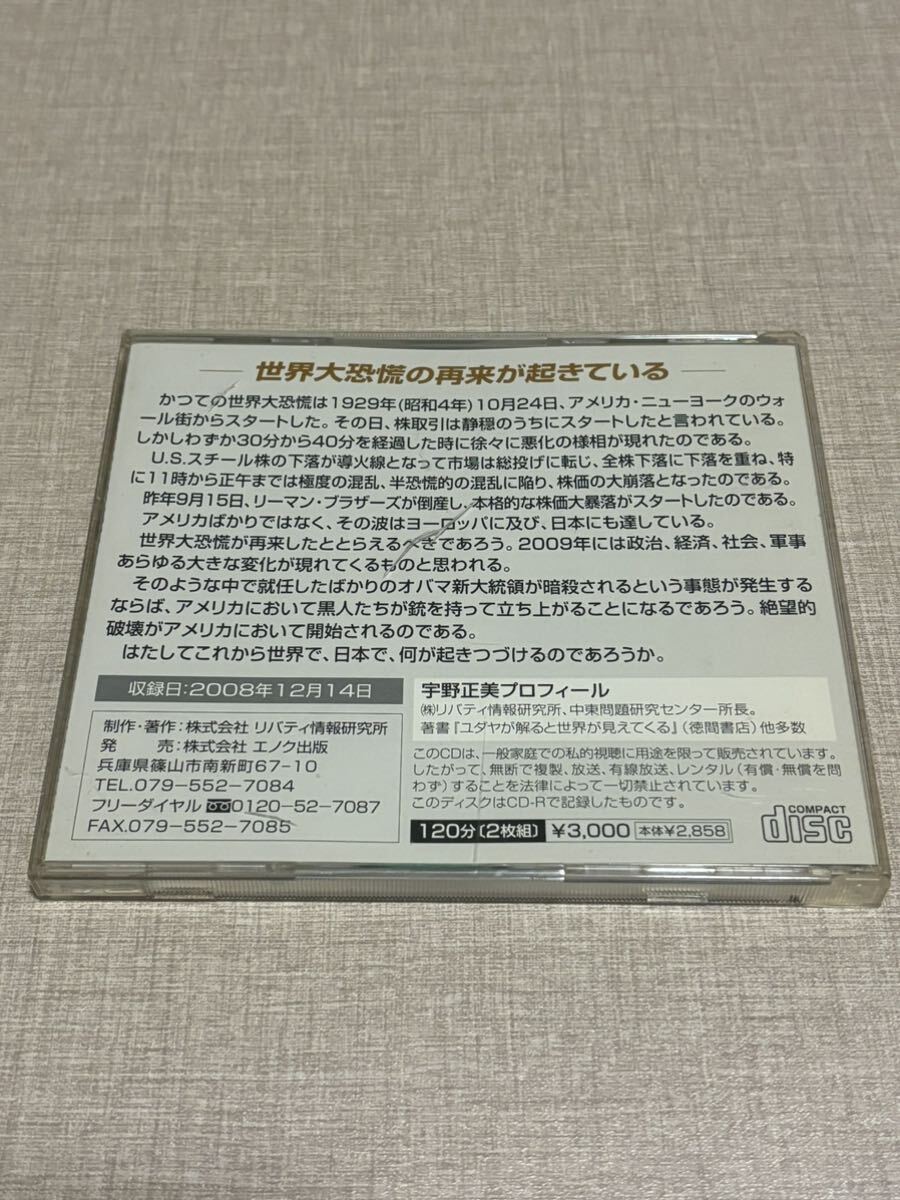 世界大恐慌の再来が起きている
かつての世界大恐慌は1929年(昭和4年)10月24日、アメリカ・ニューヨークのウォ
ール街からスタートした。その日、株取引は静穏のうちにスタートしたと言われている。
しかしわずか30分から40分を経過した時に徐々に悪化の様相が現れたのである。
U.S.スチール株の下落が導火線となって市場は総投げに転じ、全株下落に下落を重ね、特
に11時から正午までは極度の混乱、半恐慌的の混乱に陥り、株価の大崩落となったのである。
昨年9月15日、リーマン・ブラザーズが倒産し、本格的な株価大暴落がスタートしたのである。
アメリカばかりではなく、その波はヨーロッパに及び、日本にも達している。
世界大恐慌が再来したととらえるべきであろう。2009年には政治、経済、社会、軍事
あらゆる大きな変化が現れてくるものと思われる。
そのような中で就任したばかりのオバマ新大統領が暗殺されるという事態が発生する
ならば、アメリカにおいて黒人たちが銃を持って立ち上がることになるであろう。絶望的
破壊がアメリカにおいて開始されるのである。
はたしてこれから世界で、日本で、何が起きつづけるのであろうか。
収録日:2008年12月14日
制作・著作:株式会社 リバティ情報研究所
発 売:株式会社 エノク出版
兵庫県篠山市南新町67-10
TEL.079-552-7084
フリーダイヤル 0120-52-7087
FAX.079-552-7085
宇野正美プロフィール
㈱リバティ情報研究所、中東問題研究センター所長。
著書『ユダヤが解ると世界が見えてくる』(徳間書店)他多数
このCDは、一般家庭での私的視聴に用途を限って販売されています。
したがって、無断で複製、放送、有線放送、レンタル(有償・無償を問
わず)することを法律によって一切禁止されています。
このディスクはCD-Rで記録したものです。
120分〔2枚組〕 ¥3,000 本体¥2,858
COMPACT
disc